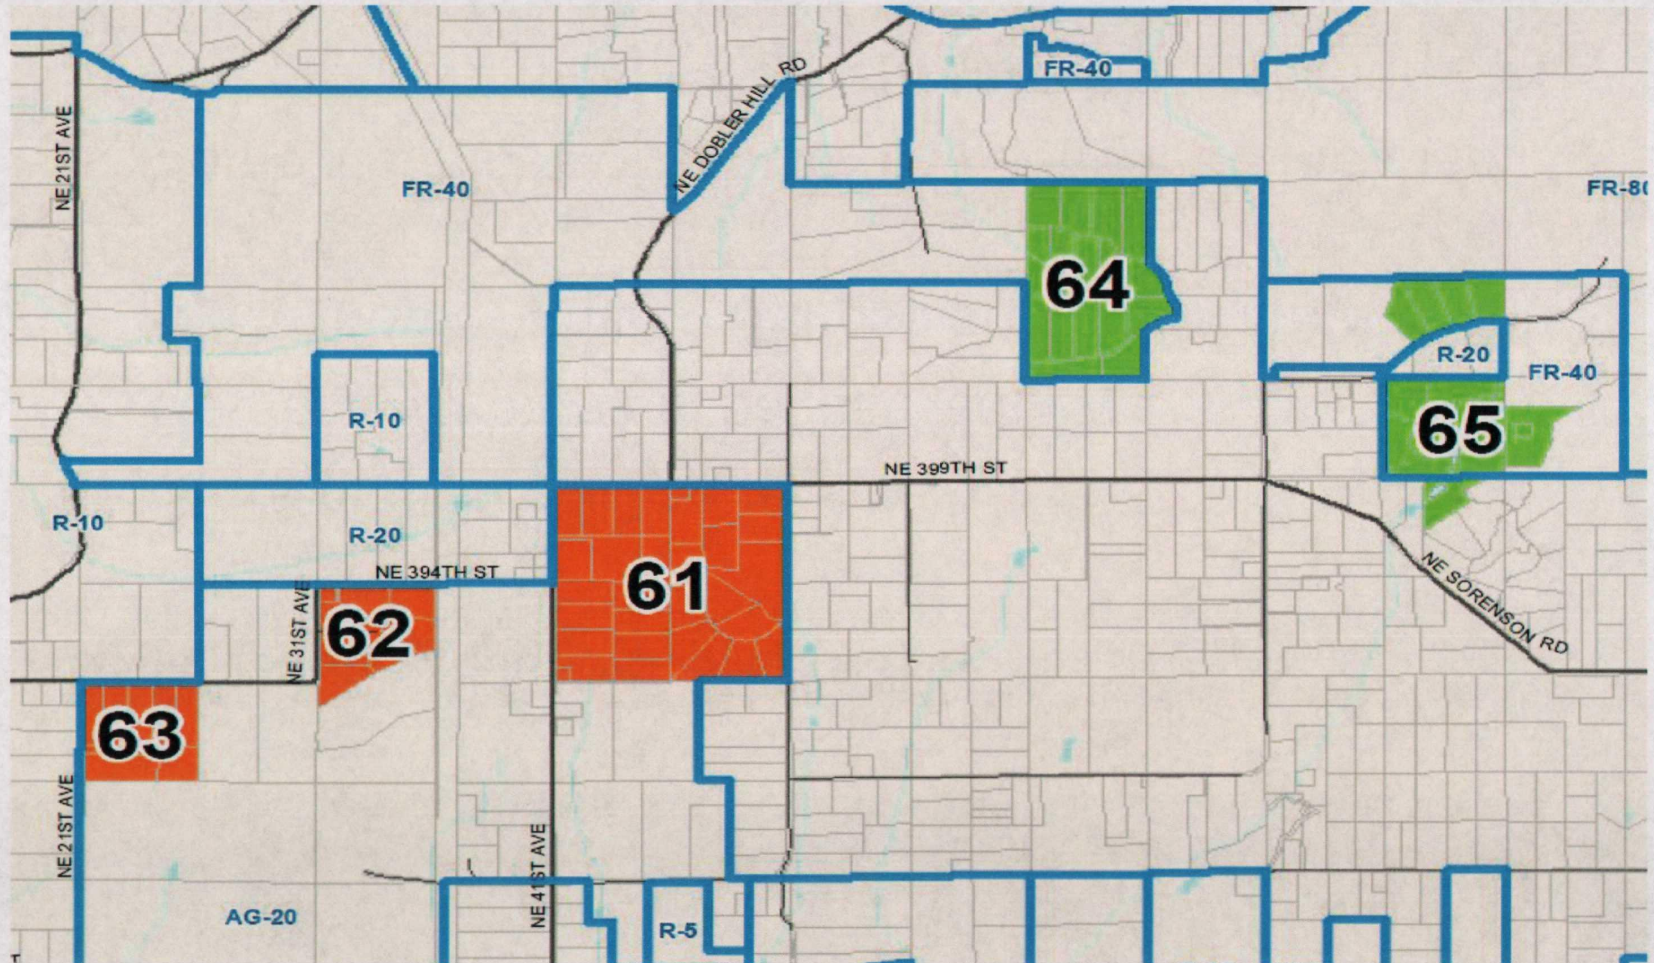 FR-40
NE DOBLER HILL RD
NE 21ST AVE
FR-40
64
R-20
FR-40
R-10
65
NE 399TH ST
R-10
R-20
NE 394TH ST
61
NE SORENSON RD
NE 31ST AVE
62
63
NE 21ST AVE
NE 41ST AVE
AG-20
R-5